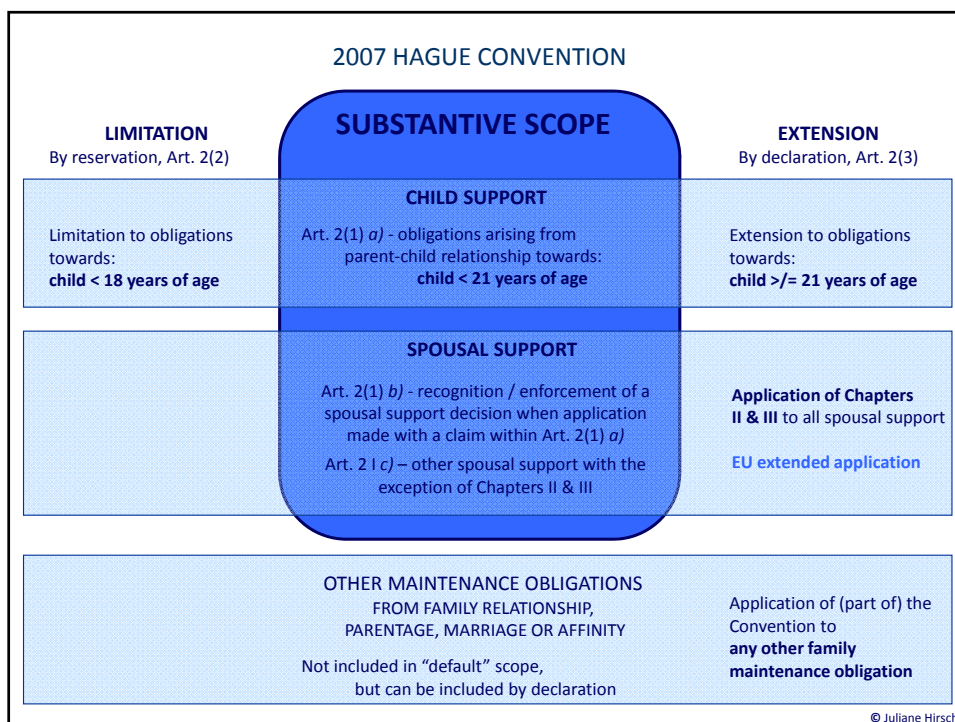 2007 HAGUE CONVENTION
SUBSTANTIVE SCOPE
LIMITATION
By reservation, Art. 2(2)
EXTENSION
By declaration, Art. 2(3)
CHILD SUPPORT
Limitation to obligations
towards:
child < 18 years of age
Art. 2(1) a) - obligations arising from
parent-child relationship towards:
child < 21 years of age
Extension to obligations
towards:
child >/= 21 years of age
SPOUSAL SUPPORT
Art. 2(1) b) - recognition / enforcement of a
spousal support decision when application
made with a claim within Art. 2(1) a)
Art. 2 I c) – other spousal support with the
exception of Chapters II & III
Application of Chapters
II & III to all spousal support
EU extended application
OTHER MAINTENANCE OBLIGATIONS
FROM FAMILY RELATIONSHIP,
PARENTAGE, MARRIAGE OR AFFINITY
Not included in “default” scope,
but can be included by declaration
Application of (part of) the
Convention to
any other family
maintenance obligation
© Juliane Hirsch